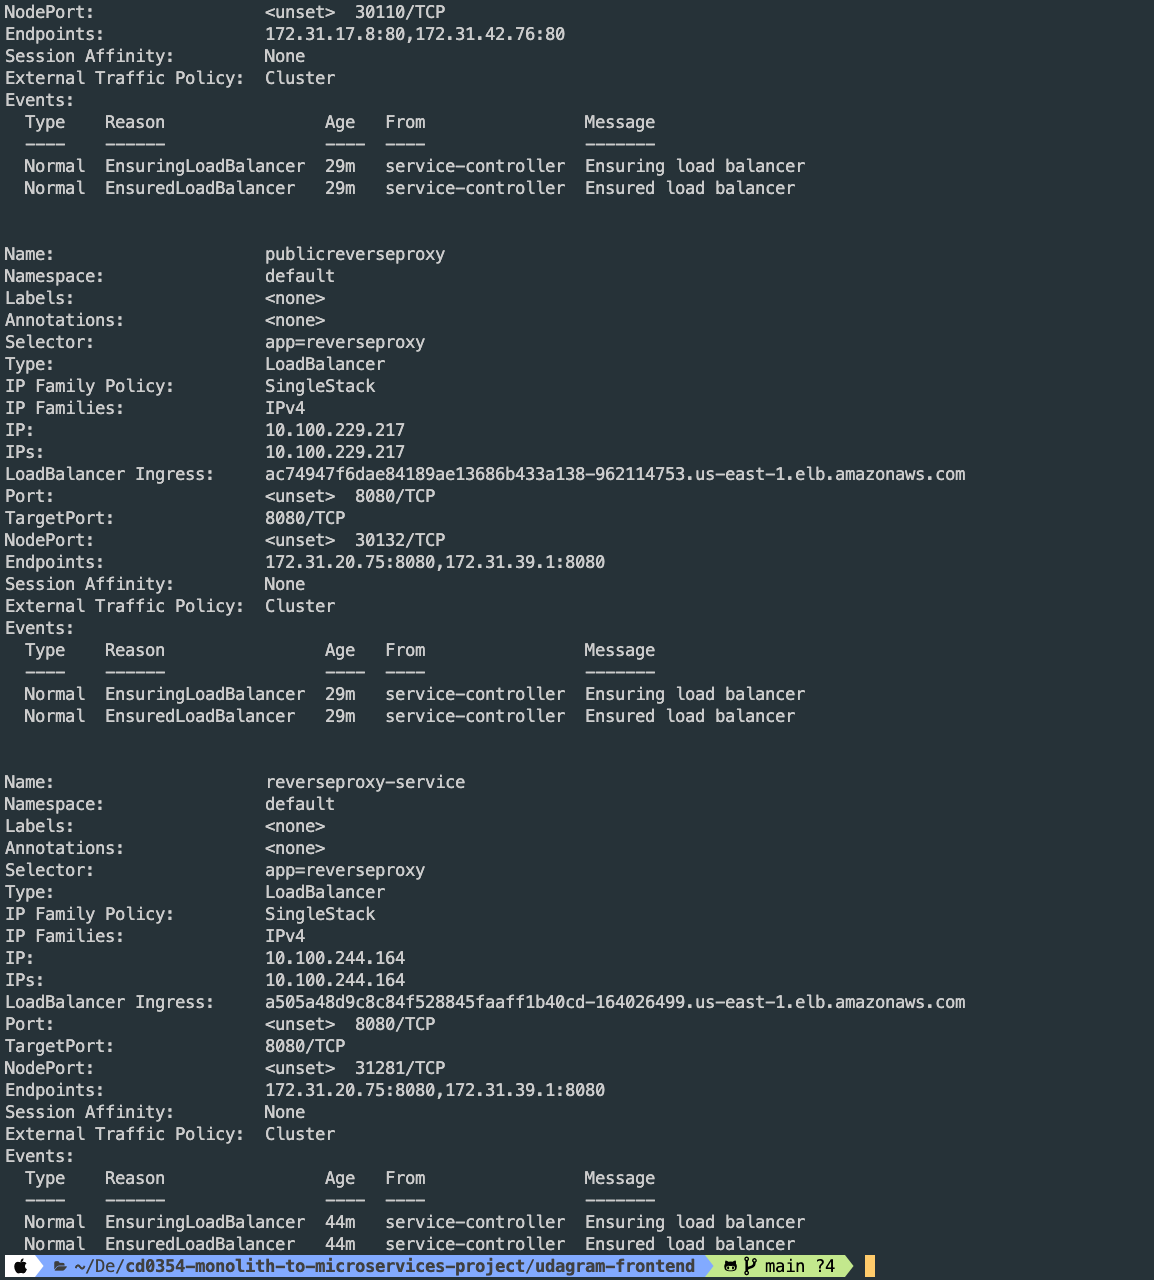 NodePort:                 <unset>  30110/TCP
Endpoints:                172.31.17.8:80,172.31.42.76:80
Session Affinity:         None
External Traffic Policy:  Cluster
Events:
  Type    Reason                Age   From                Message
  ----    ------                ----  ----                -------
  Normal  EnsuringLoadBalancer  29m   service-controller  Ensuring load balancer
  Normal  EnsuredLoadBalancer   29m   service-controller  Ensured load balancer
Name:                     publicreverseproxy
Namespace:                default
Labels:                   <none>
Annotations:              <none>
Selector:                 app=reverseproxy
Type:                     LoadBalancer
IP Family Policy:         SingleStack
IP Families:              IPv4
IP:                       10.100.229.217
IPs:                      10.100.229.217
LoadBalancer Ingress:     ac74947f6dae84189ae13686b433a138-962114753.us-east-1.elb.amazonaws.com
Port:                     <unset>  8080/TCP
TargetPort:               8080/TCP
NodePort:                 <unset>  30132/TCP
Endpoints:                172.31.20.75:8080,172.31.39.1:8080
Session Affinity:         None
External Traffic Policy:  Cluster
Events:
  Type    Reason                Age   From                Message
  ----    ------                ----  ----                -------
  Normal  EnsuringLoadBalancer  29m   service-controller  Ensuring load balancer
  Normal  EnsuredLoadBalancer   29m   service-controller  Ensured load balancer
Name:                     reverseproxy-service
Namespace:                default
Labels:                   <none>
Annotations:              <none>
Selector:                 app=reverseproxy
Type:                     LoadBalancer
IP Family Policy:         SingleStack
IP Families:              IPv4
IP:                       10.100.244.164
IPs:                      10.100.244.164
LoadBalancer Ingress:     a505a48d9c8c84f528845faaff1b40cd-164026499.us-east-1.elb.amazonaws.com
Port:                     <unset>  8080/TCP
TargetPort:               8080/TCP
NodePort:                 <unset>  31281/TCP
Endpoints:                172.31.20.75:8080,172.31.39.1:8080
Session Affinity:         None
External Traffic Policy:  Cluster
Events:
  Type    Reason                Age   From                Message
  ----    ------                ----  ----                -------
  Normal  EnsuringLoadBalancer  44m   service-controller  Ensuring load balancer
  Normal  EnsuredLoadBalancer   44m   service-controller  Ensured load balancer
~/De/cd0354-monolith-to-microservices-project/udagram-frontend main ?4